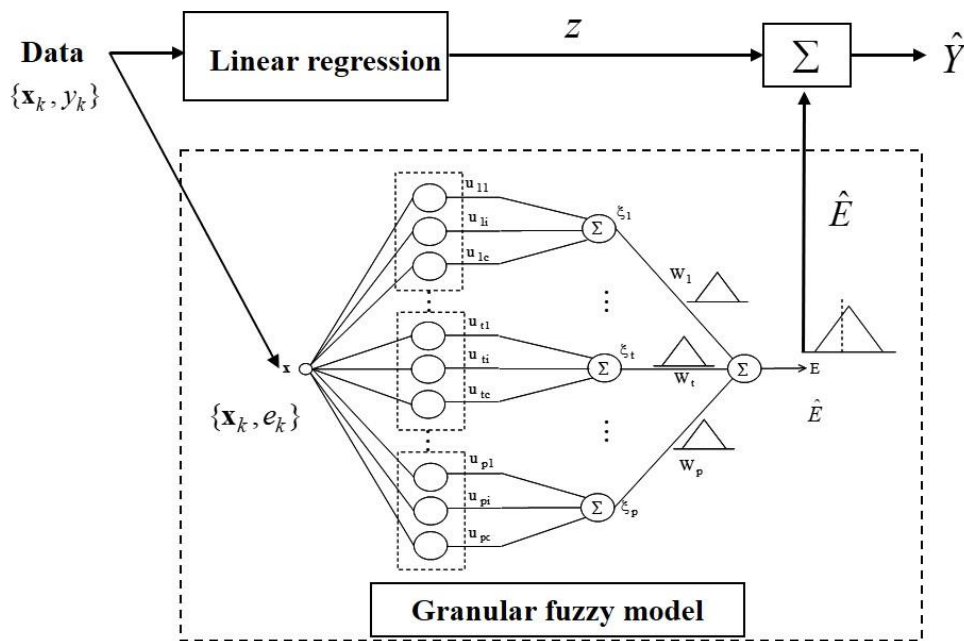 Data
{x_k, y_k}
Linear regression
z
Σ
Ŷ
Ê
u_11
u_1i
u_1c
ξ_1
Σ
W_1
⋮
⋮
u_t1
u_ti
u_tc
ξ_t
Σ
W_t
Σ
E
Ê
x
{x_k, e_k}
⋮
⋮
W_p
u_p1
u_pi
u_pc
Σ
ξ_p
Granular fuzzy model